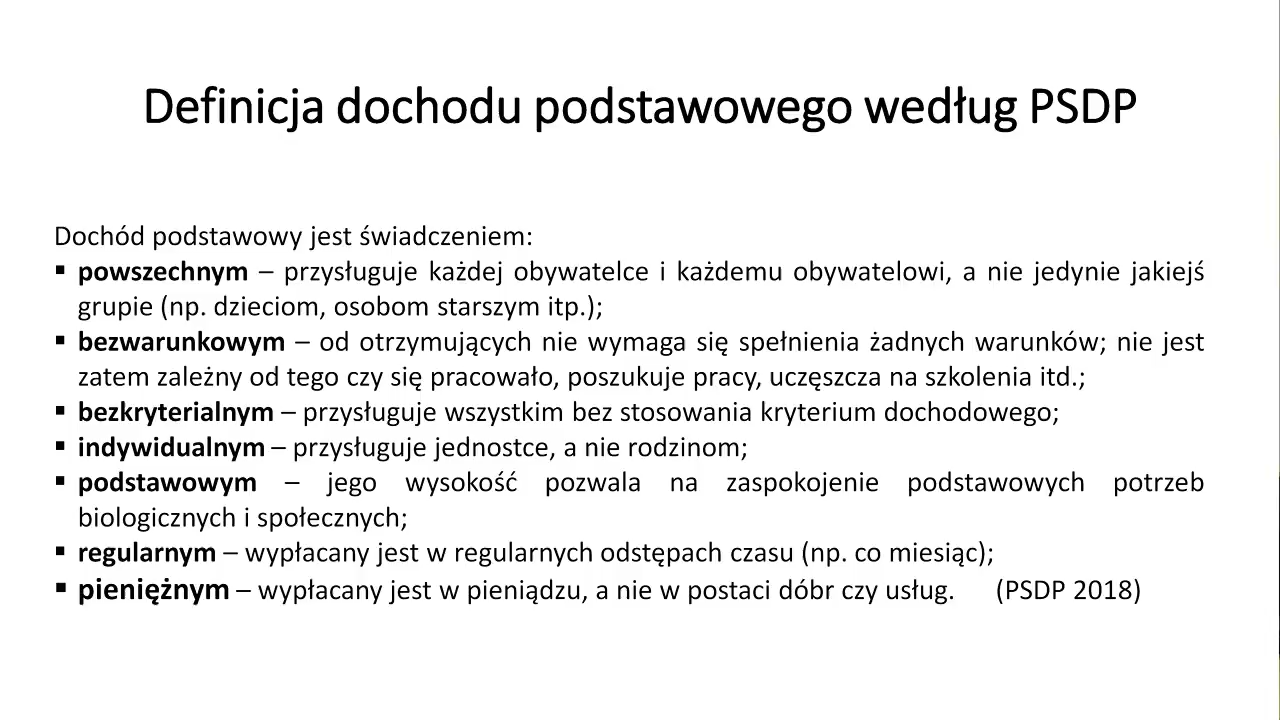 Definicja dochodu podstawowego według PSDP
Dochód podstawowy jest świadczeniem:
▪ powszechnym – przysługuje każdej obywatelce i każdemu obywatelowi, a nie jedynie jakiejś
grupie (np. dzieciom, osobom starszym itp.);
▪ bezwarunkowym – od otrzymujących nie wymaga się spełnienia żadnych warunków; nie jest
zatem zależny od tego czy się pracowało, poszukuje pracy, uczęszcza na szkolenia itd.;
▪ bezkryterialnym – przysługuje wszystkim bez stosowania kryterium dochodowego;
▪ indywidualnym – przysługuje jednostce, a nie rodzinom;
▪ podstawowym – jego wysokość pozwala na zaspokojenie podstawowych potrzeb
biologicznych i społecznych;
▪ regularnym – wypłacany jest w regularnych odstępach czasu (np. co miesiąc);
▪ pieniężnym – wypłacany jest w pieniądzu, a nie w postaci dóbr czy usług. (PSDP 2018)